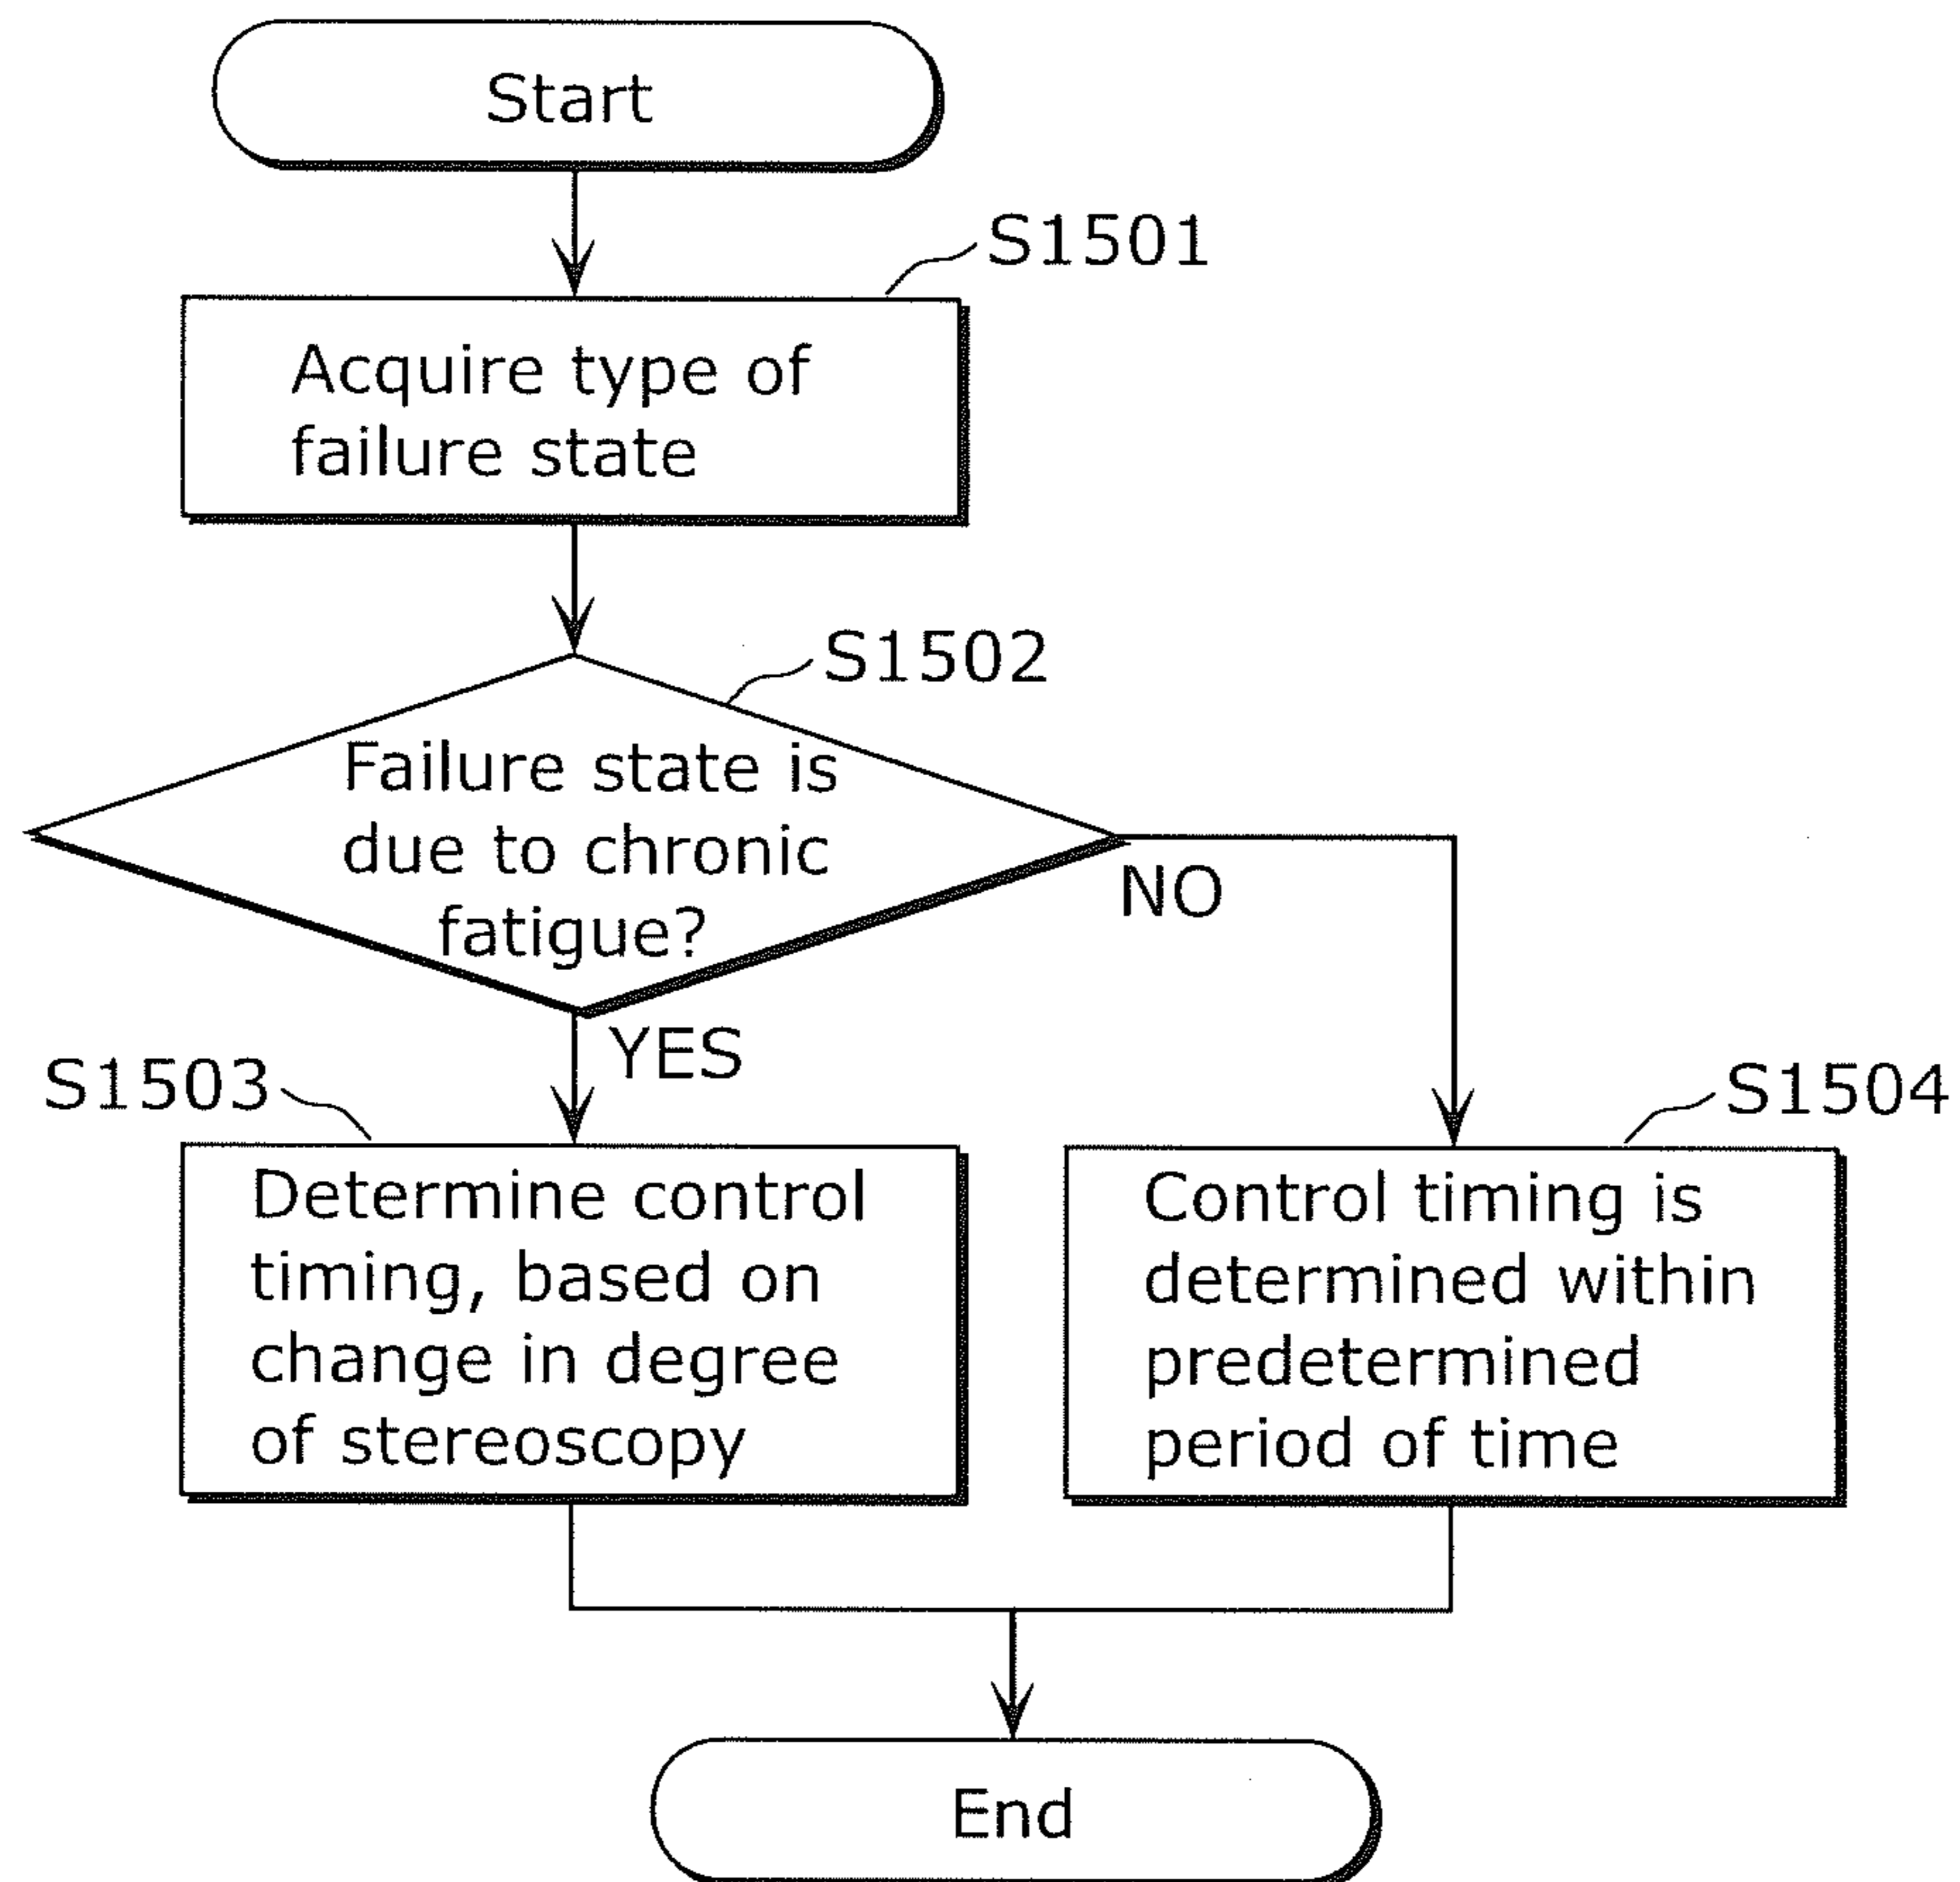 Start
S1501
Acquire type of
failure state
S1502
Failure state is
due to chronic
fatigue?
NO
YES
S1503
Determine control
timing, based on
change in degree
of stereoscopy
S1504
Control timing is
determined within
predetermined
period of time
End